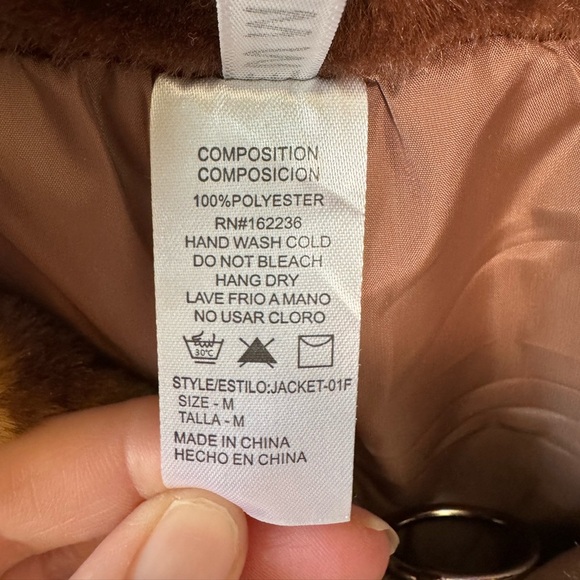 COMPOSITION
COMPOSICION
100%POLYESTER
RN#162236
HAND WASH COLD
DO NOT BLEACH
HANG DRY
LAVE FRIO A MANO
NO USAR CLORO
30°C
STYLE/ESTILO:JACKET-01F
SIZE - M
TALLA - M
MADE IN CHINA
HECHO EN CHINA